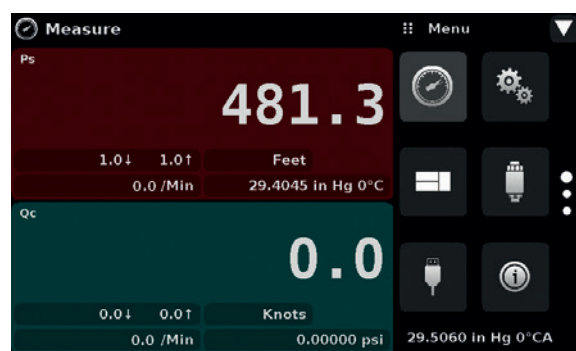 Measure
Menu
Ps
481.3
1.0↓ 1.0↑ Feet
0.0 /Min 29.4045 in Hg 0°C
Qc
0.0
0.0↓ 0.0↑ Knots
0.0 /Min 0.00000 psi
29.5060 in Hg 0°CA